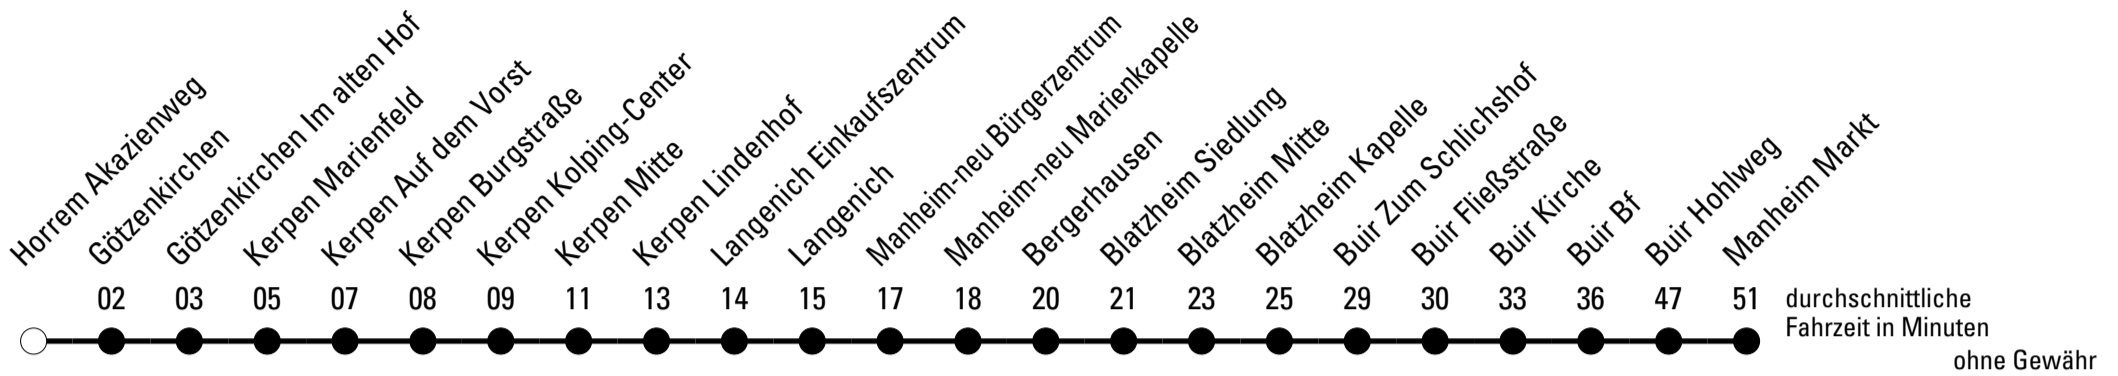 Horrem Akazienweg
Götzenkirchen
Götzenkirchen Im alten Hof
Kerpen Marienfeld
Kerpen Auf dem Vorst
Kerpen Burgstraße
Kerpen Kolping-Center
Kerpen Mitte
Kerpen Lindenhof
Langenich Einkaufszentrum
Langenich
Manheim-neu Bürgerzentrum
Manheim-neu Marienkapelle
Bergerhausen
Blatzheim Siedlung
Blatzheim Mitte
Blatzheim Kapelle
Buir Zum Schlichshof
Buir Fließstraße
Buir Kirche
Buir Bf
Buir Hohlweg
Manheim Markt
02 03 05 07 08 09 11 13 14 15 17 18 20 21 23 25 29 30 33 36 47 51
durchschnittliche
Fahrzeit in Minuten
ohne Gewähr